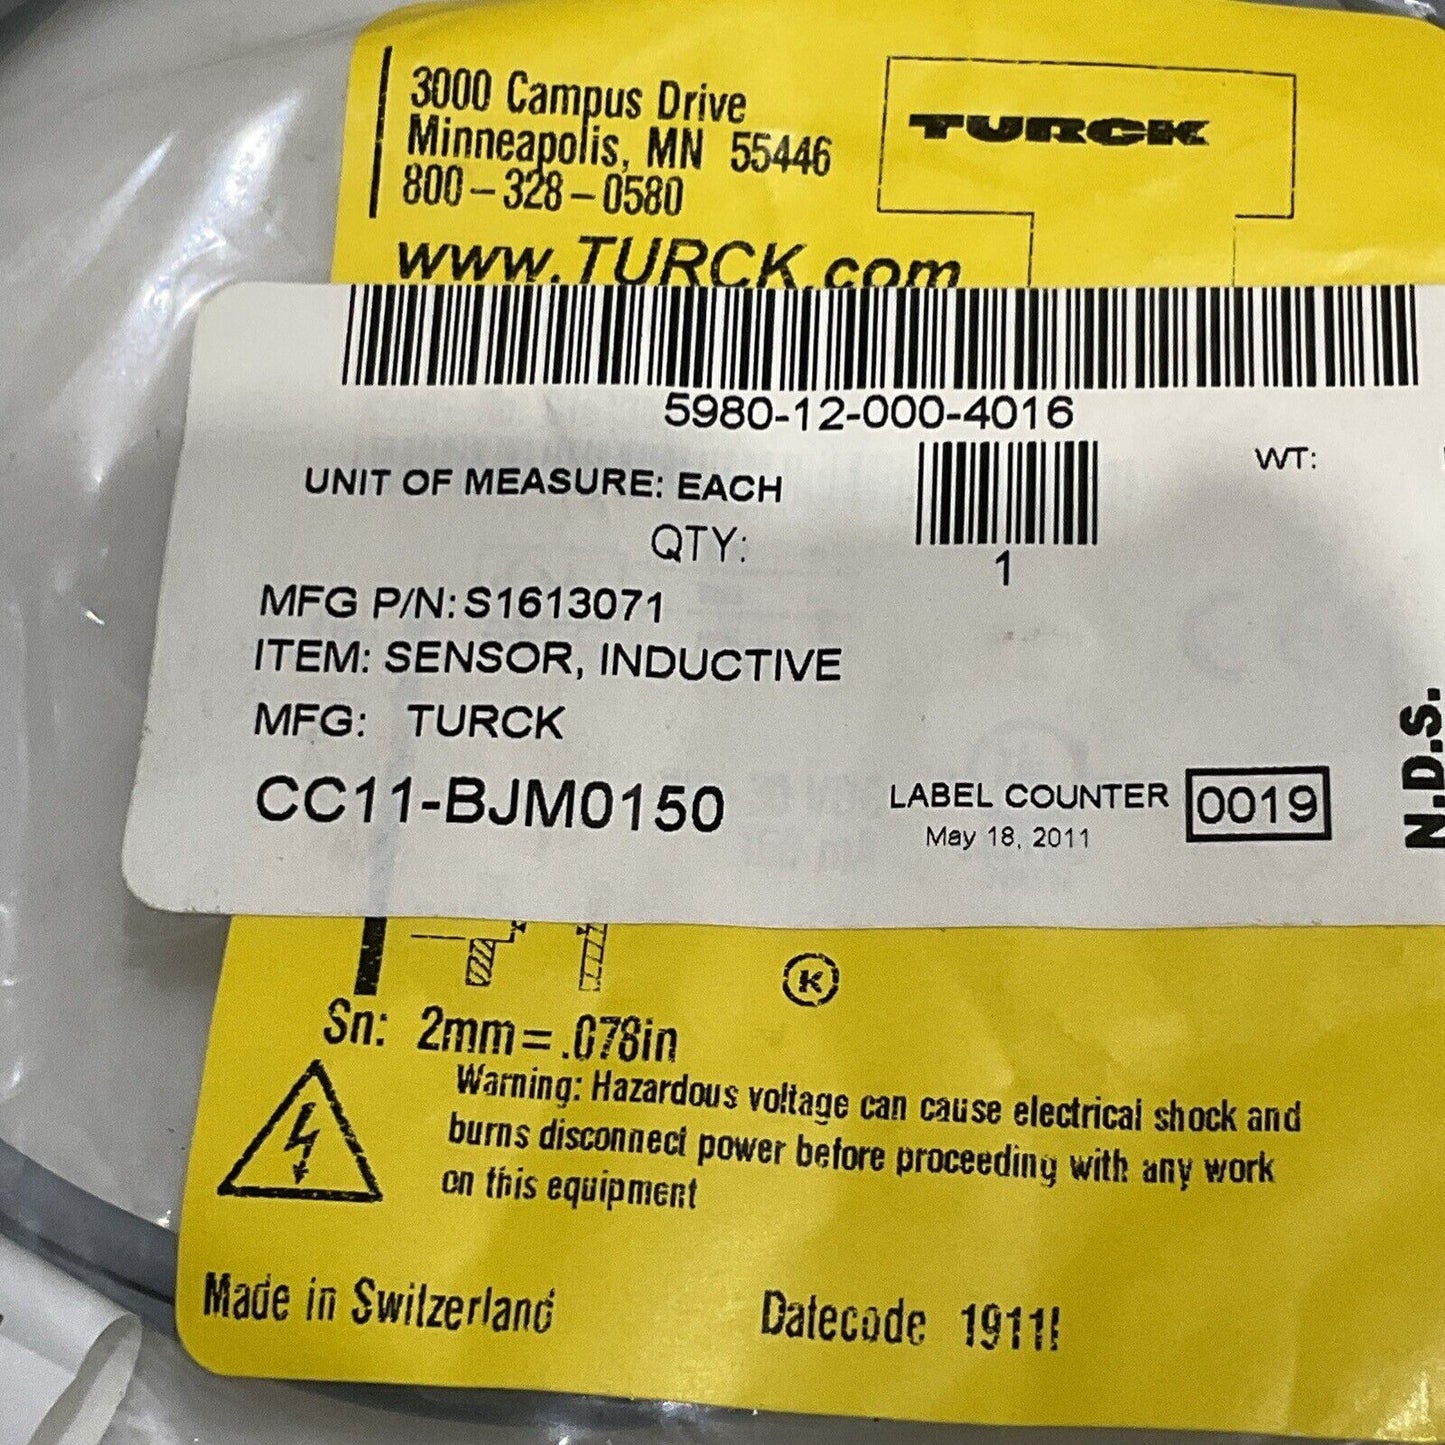 3000 Campus Drive
Minneapolis, MN 55446
800-328-0580
www.TURCK.com
TURCK
5980-12-000-4016
UNIT OF MEASURE: EACH
WT:
QTY:
1
MFG P/N: S1613071
ITEM: SENSOR, INDUCTIVE
MFG: TURCK
CC11-BJM0150
LABEL COUNTER 0019
May 18, 2011
N.D.S.
K
Sn: 2mm=.078in
Warning: Hazardous voltage can cause electrical shock and
burns disconnect power before proceeding with any work
on this equipment
Made in Switzerland
Datecode 1911!